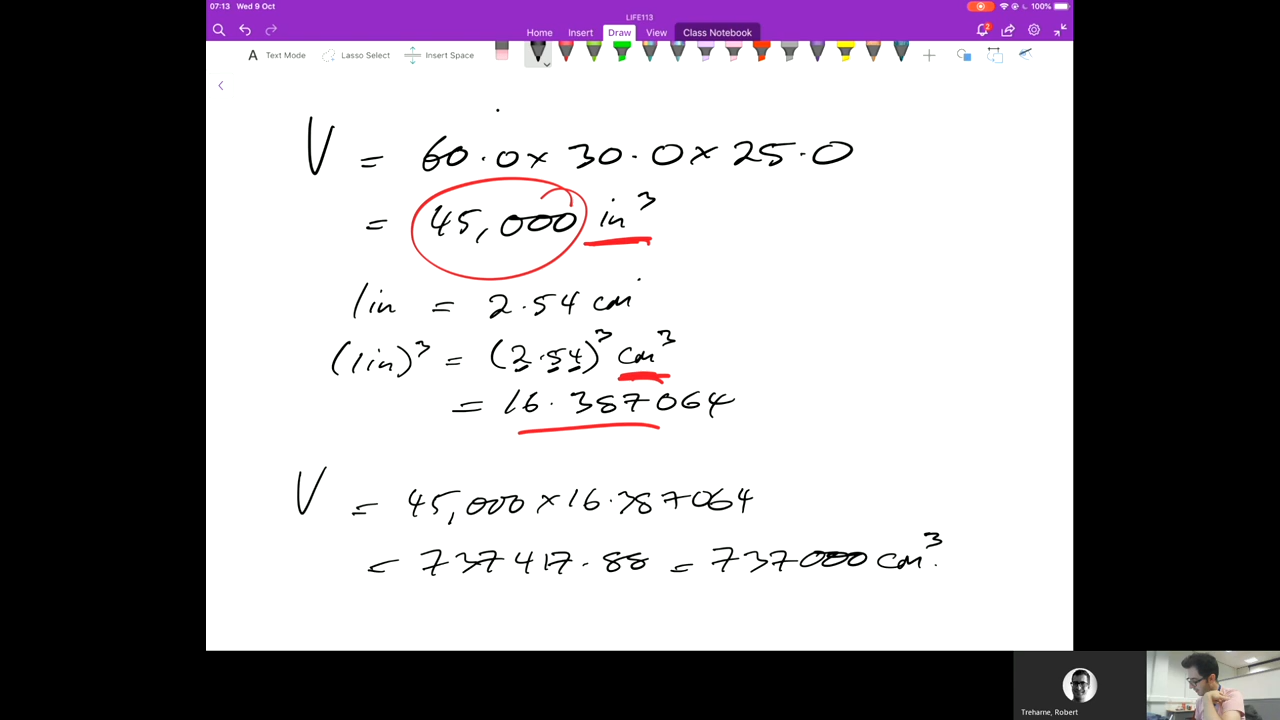 07:13 Wed 9 Oct
100%
LIFE113
Home Insert Draw View Class Notebook
2
A Text Mode Lasso Select Insert Space
V = 60.0 × 30.0 × 25.0
= 45,000 in³
1in = 2.54 cm
(1in)³ = (2.54)³ cm³
= 16.387064
V = 45,000 × 16.387064
= 737417.88 = 737000 cm³.
Treharne, Robert